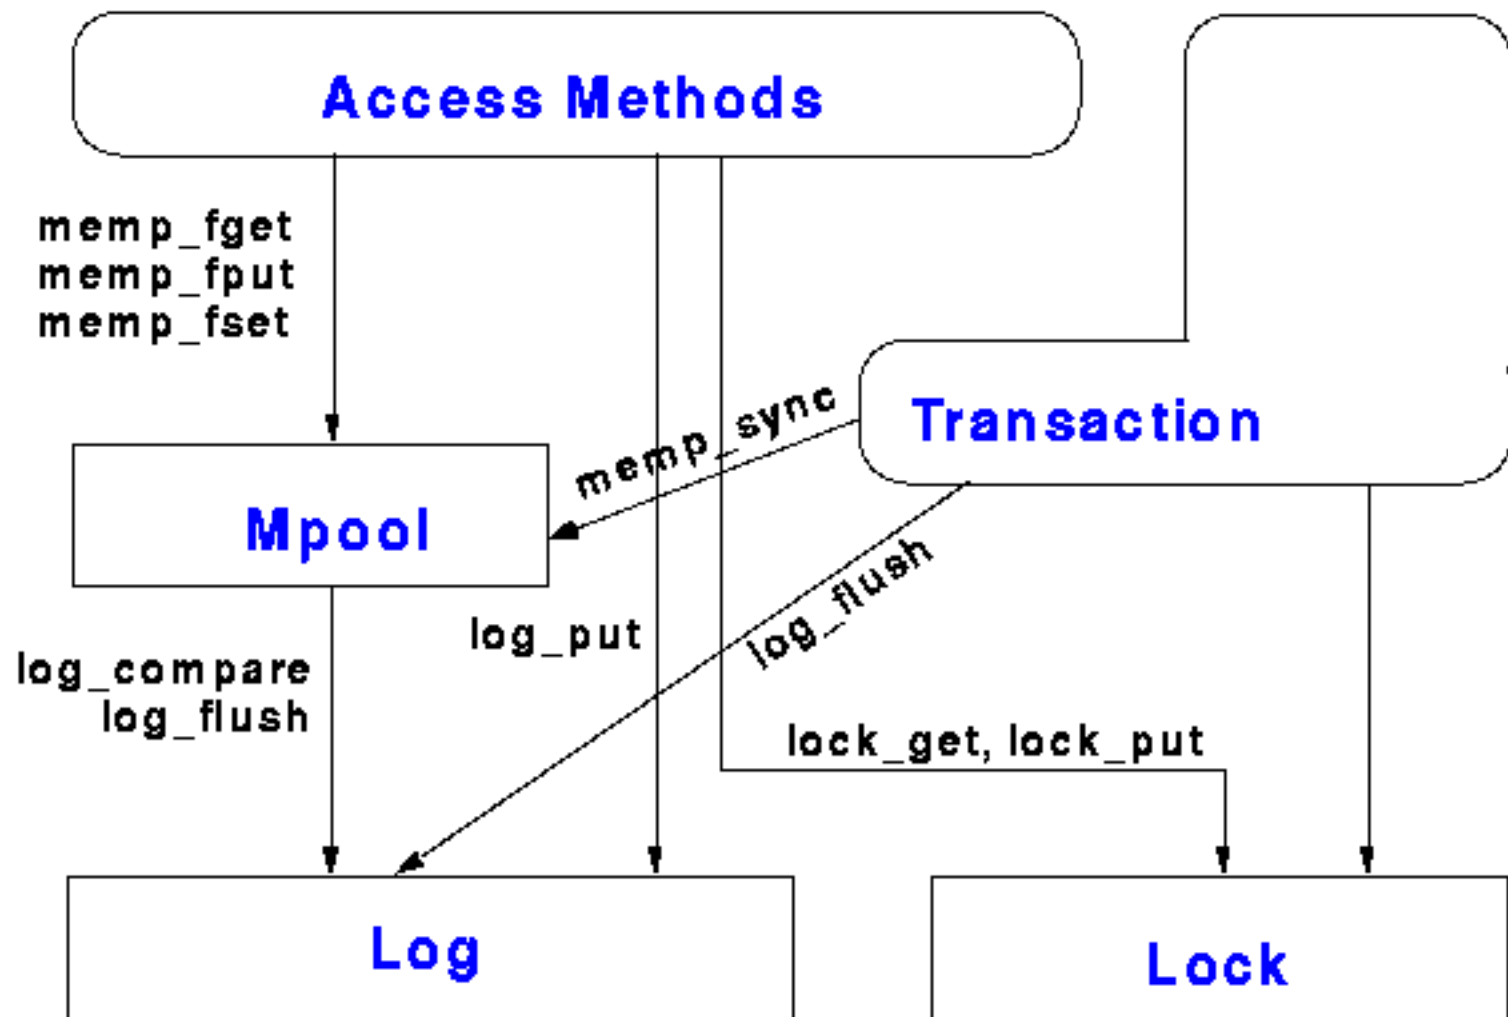 Access Methods
memp_fget
memp_fput
memp_fset
memp_sync
Transaction
Mpool
log_flush
log_put
log_compare
log_flush
lock_get, lock_put
Log
Lock